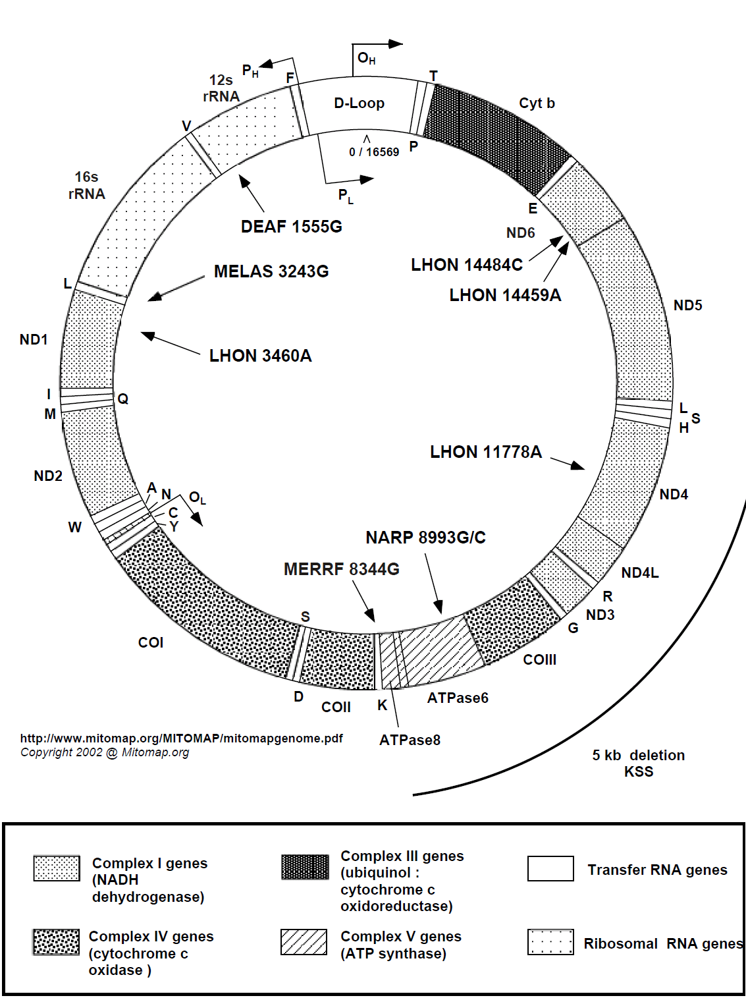 O_H
P_H
12s
rRNA
F
T
D-Loop
Cyt b
V
P
0 / 16569
16s
rRNA
P_L
E
DEAF 1555G
ND6
LHON 14484C
MELAS 3243G
L
LHON 14459A
ND5
ND1
LHON 3460A
I
Q
M
L
S
H
LHON 11778A
ND2
A
N
O_L
ND4
C
W
Y
NARP 8993G/C
MERRF 8344G
ND4L
R
ND3
S
G
COI
COIII
D
COII
K
ATPase6
ATPase8
http://www.mitomap.org/MITOMAP/mitomapgenome.pdf
Copyright 2002 @ Mitomap.org
5 kb deletion
KSS
Complex I genes
(NADH
dehydrogenase)
Complex III genes
(ubiquinol :
cytochrome c
oxidoreductase)
Transfer RNA genes
Complex IV genes
(cytochrome c
oxidase )
Complex V genes
(ATP synthase)
Ribosomal RNA genes